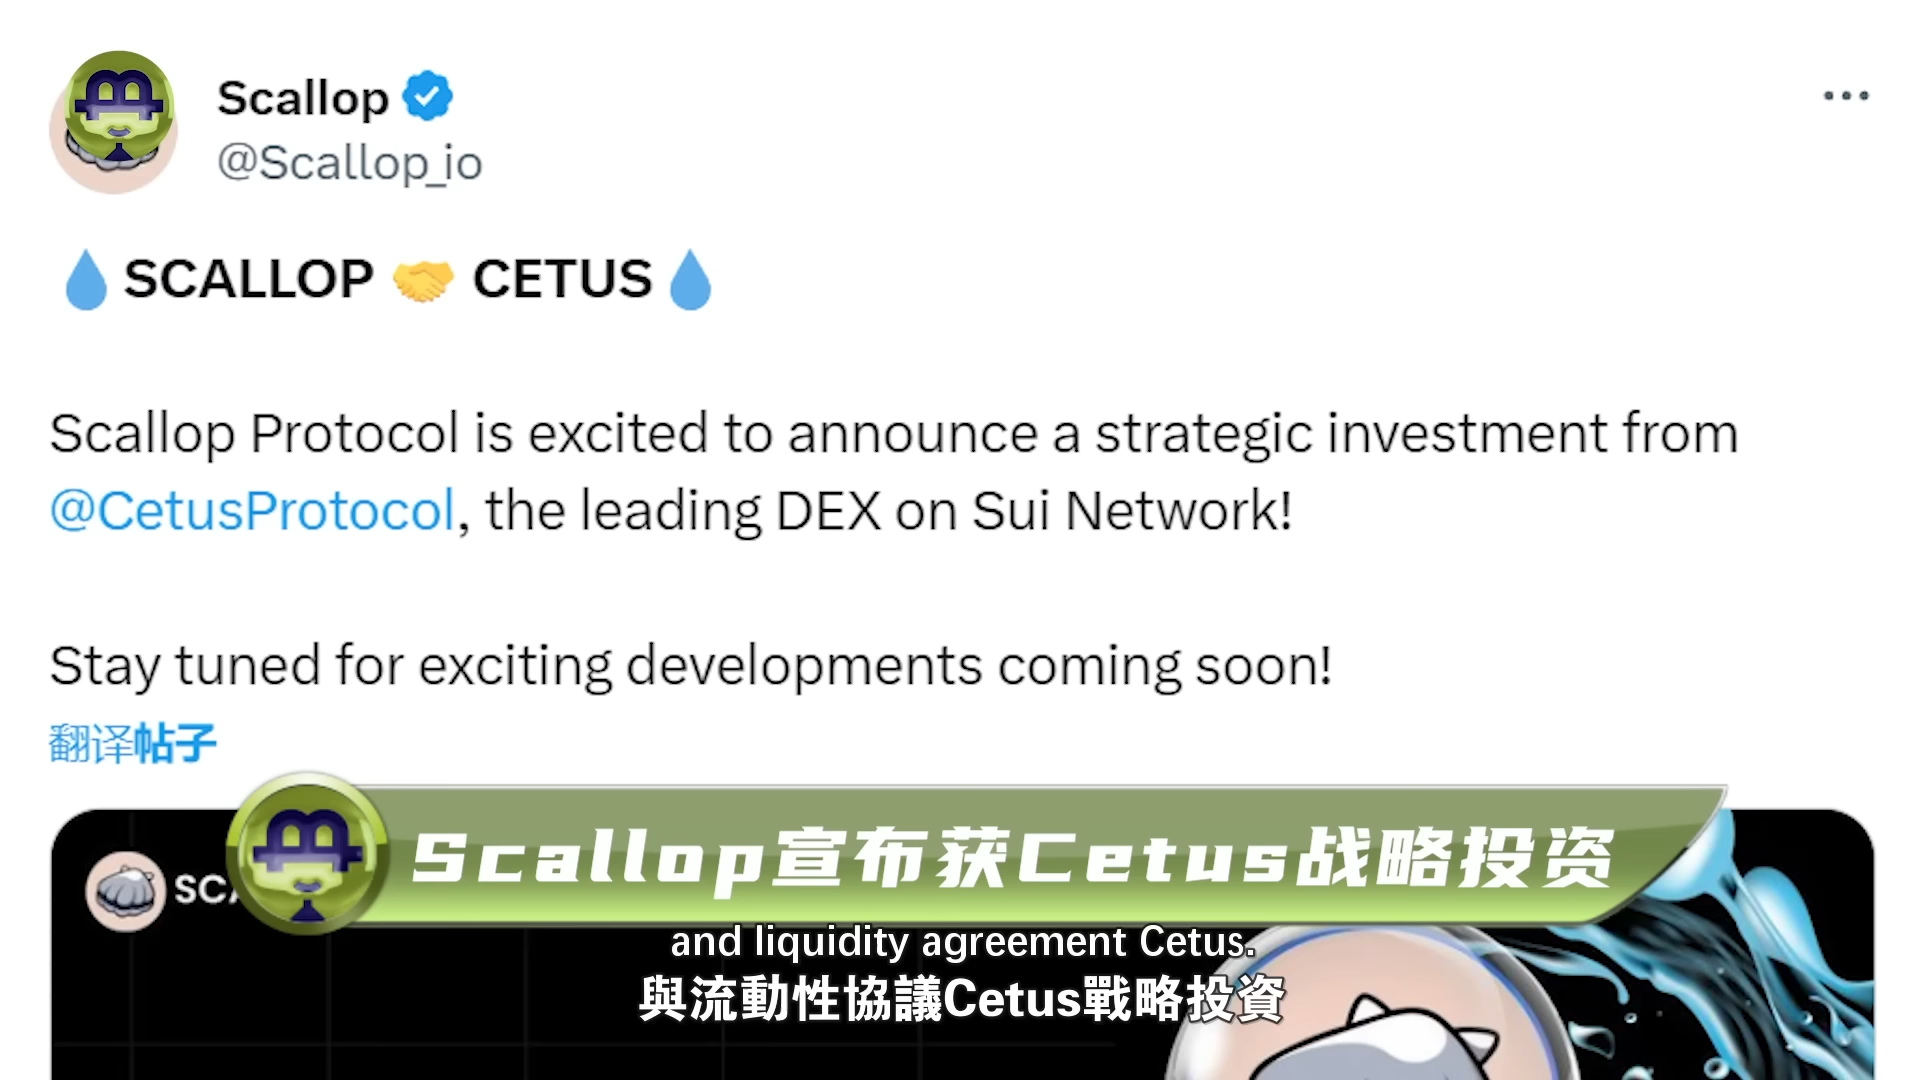 Scallop
@Scallop_io
SCALLOP 🤝 CETUS
Scallop Protocol is excited to announce a strategic investment from
@CetusProtocol, the leading DEX on Sui Network!
Stay tuned for exciting developments coming soon!
翻译帖子
Scallop宣布获Cetus战略投资
and liquidity agreement Cetus.
與流動性協議Cetus戰略投資